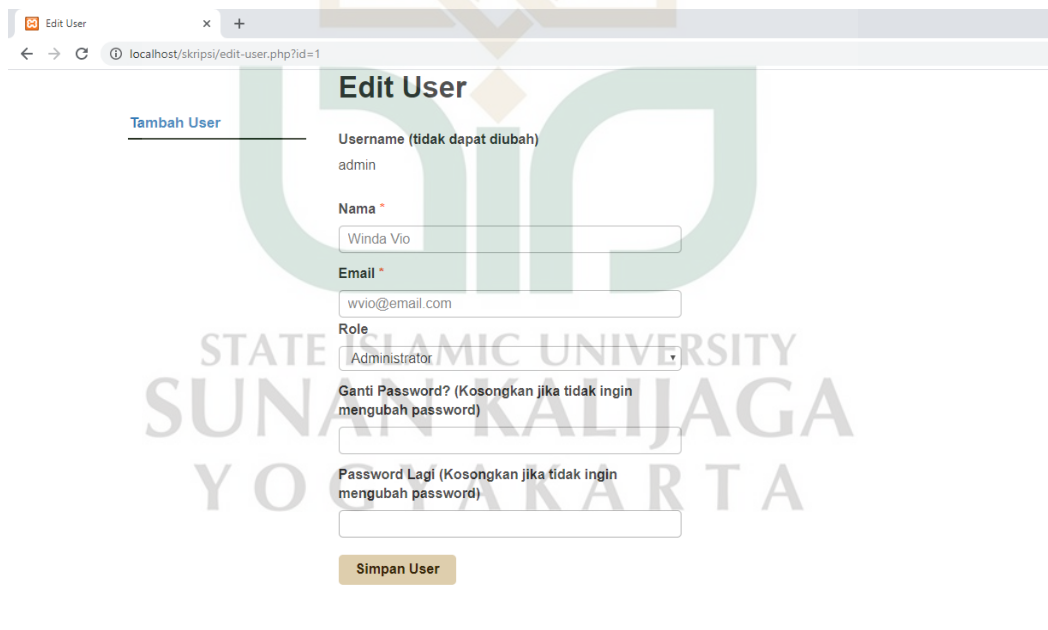 Edit User
localhost/skripsi/edit-user.php?id=1
Edit User
Tambah User
Username (tidak dapat diubah)
admin
Nama *
Winda Vio
Email *
wvio@email.com
Role
Administrator
Ganti Password? (Kosongkan jika tidak ingin
mengubah password)
Password Lagi (Kosongkan jika tidak ingin
mengubah password)
Simpan User
STATE ISLAMIC UNIVERSITY
SUNAN KALIJAGA
YOGYAKARTA